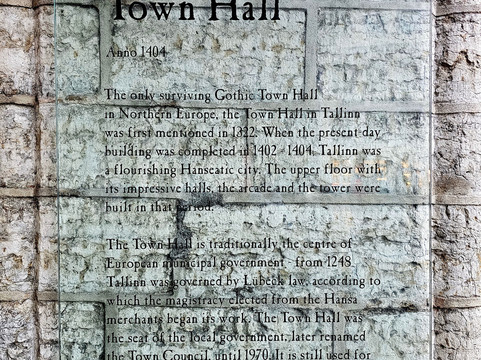 Town Hall
Anno 1404
The only surviving Gothic Town Hall
in Northern Europe, the Town Hall in Tallinn
was first mentioned in 1322. When the present-day
building was completed in 1402 - 1404, Tallinn was
a flourishing Hanseatic city. The upper floor with
its impressive halls, the arcade and the tower were
built in that period.
The Town Hall is traditionally the centre of
European municipal government - from 1248
Tallinn was governed by Lübeck law, according to
which the magistracy elected from the Hansa
merchants began its work. The Town Hall was
the seat of the local government, later renamed
the Town Council, until 1970. It is still used for